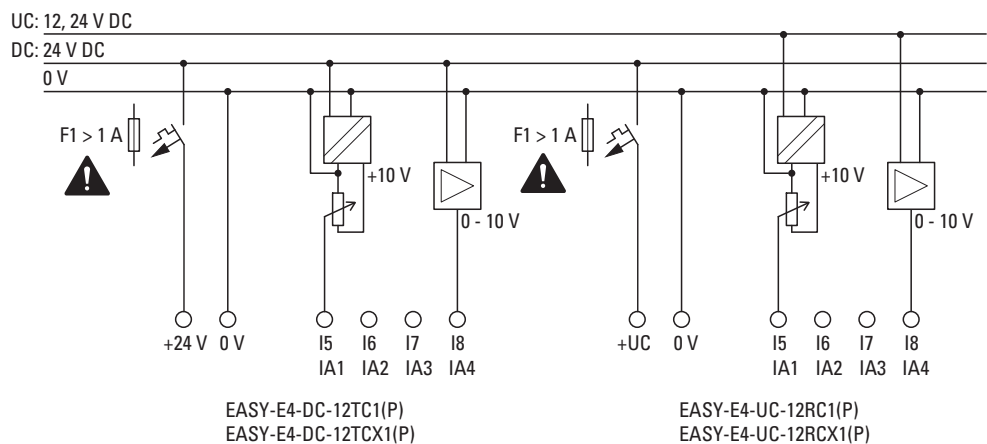 UC: 12, 24 V DC
DC: 24 V DC
0 V
F1 > 1 A
+10 V
0 - 10 V
+24 V 0 V I5 I6 I7 I8
IA1 IA2 IA3 IA4
EASY-E4-DC-12TC1(P)
EASY-E4-DC-12TCX1(P)
F1 > 1 A
+10 V
0 - 10 V
+UC 0 V I5 I6 I7 I8
IA1 IA2 IA3 IA4
EASY-E4-UC-12RC1(P)
EASY-E4-UC-12RCX1(P)